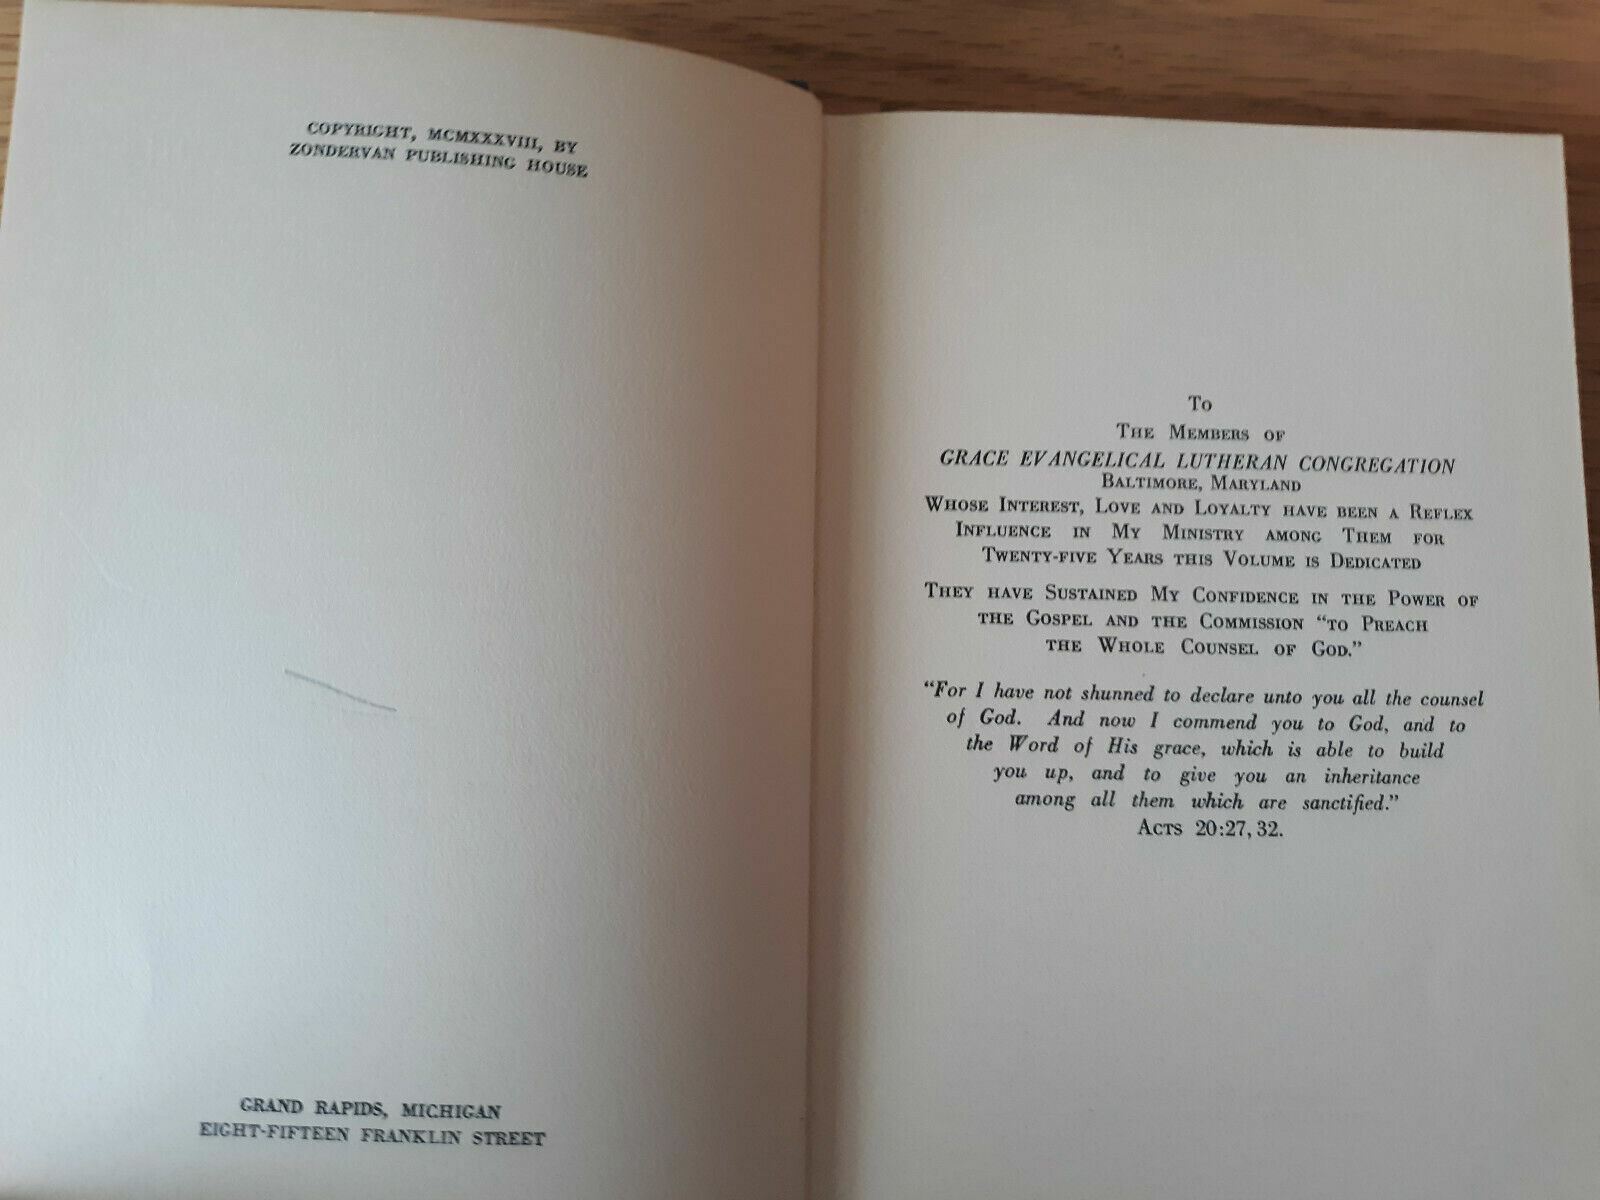 COPYRIGHT, MCMXXXVIII, BY
ZONDERVAN PUBLISHING HOUSE
GRAND RAPIDS, MICHIGAN
EIGHT-FIFTEEN FRANKLIN STREET
To
The Members of
GRACE EVANGELICAL LUTHERAN CONGREGATION
Baltimore, Maryland
Whose Interest, Love and Loyalty have been a Reflex
Influence in My Ministry among Them for
Twenty-five Years this Volume is Dedicated
They have Sustained My Confidence in the Power of
the Gospel and the Commission “to Preach
the Whole Counsel of God.”
“For I have not shunned to declare unto you all the counsel
of God. And now I commend you to God, and to
the Word of His grace, which is able to build
you up, and to give you an inheritance
among all them which are sanctified.”
Acts 20:27, 32.